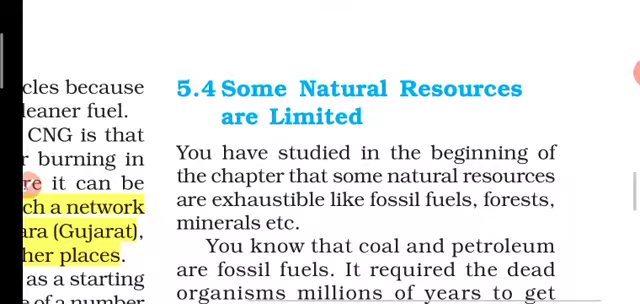 cles because
leaner fuel.
CNG is that
r burning in
re it can be
ch a network
ara (Gujarat),
her places.
as a starting
e of a number
5.4 Some Natural Resources
are Limited
You have studied in the beginning of
the chapter that some natural resources
are exhaustible like fossil fuels, forests,
minerals etc.
You know that coal and petroleum
are fossil fuels. It required the dead
organisms millions of years to get